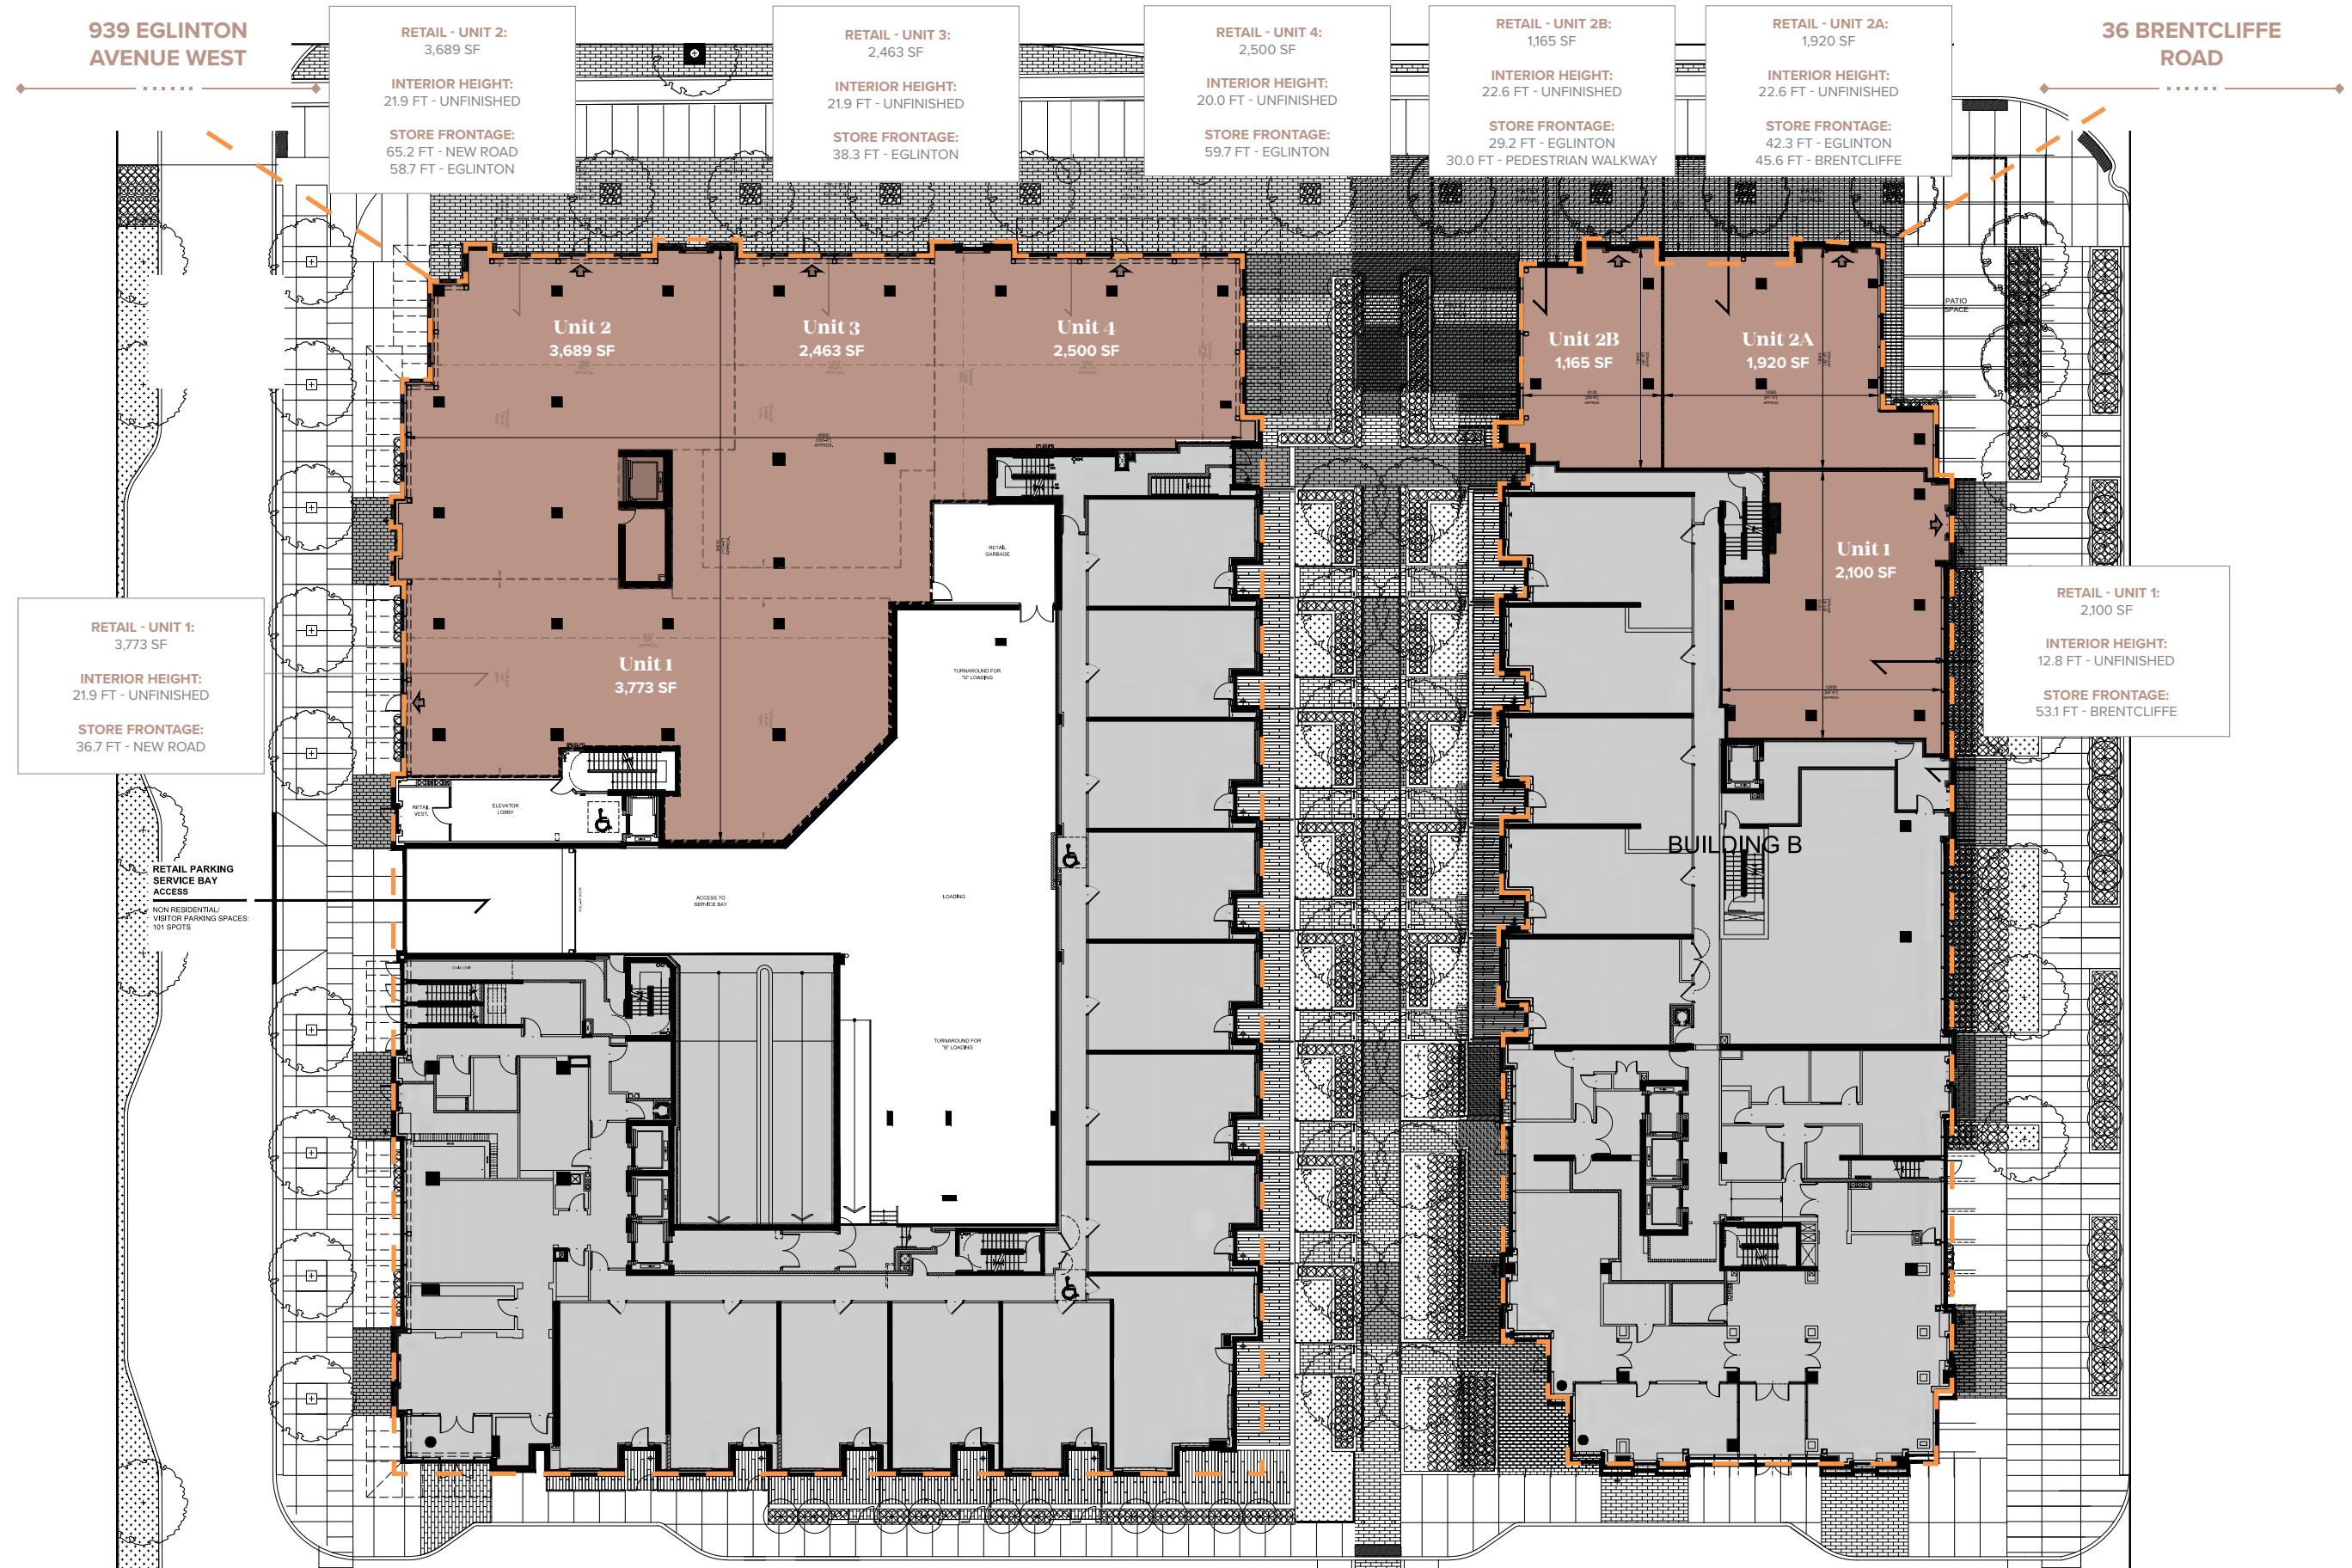 939 EGLINTON
AVENUE WEST
RETAIL - UNIT 2:
3,689 SF
INTERIOR HEIGHT:
21.9 FT - UNFINISHED
STORE FRONTAGE:
65.2 FT - NEW ROAD
58.7 FT - EGLINTON
RETAIL - UNIT 3:
2,463 SF
INTERIOR HEIGHT:
21.9 FT - UNFINISHED
STORE FRONTAGE:
38.3 FT - EGLINTON
RETAIL - UNIT 4:
2,500 SF
INTERIOR HEIGHT:
20.0 FT - UNFINISHED
STORE FRONTAGE:
59.7 FT - EGLINTON
RETAIL - UNIT 2B:
1,165 SF
INTERIOR HEIGHT:
22.6 FT - UNFINISHED
STORE FRONTAGE:
29.2 FT - EGLINTON
30.0 FT - PEDESTRIAN WALKWAY
RETAIL - UNIT 2A:
1,920 SF
INTERIOR HEIGHT:
22.6 FT - UNFINISHED
STORE FRONTAGE:
42.3 FT - EGLINTON
45.6 FT - BRENTCLIFFE
36 BRENTCLIFFE
ROAD
Unit 2
3,689 SF
Unit 3
2,463 SF
Unit 4
2,500 SF
Unit 2B
1,165 SF
Unit 2A
1,920 SF
PATIO
SPACE
RETAIL
GARBAGE
Unit 1
2,100 SF
RETAIL - UNIT 1:
3,773 SF
INTERIOR HEIGHT:
21.9 FT - UNFINISHED
STORE FRONTAGE:
36.7 FT - NEW ROAD
Unit 1
3,773 SF
TURNAROUND FOR
"G" LOADING
RETAIL - UNIT 1:
2,100 SF
INTERIOR HEIGHT:
12.8 FT - UNFINISHED
STORE FRONTAGE:
53.1 FT - BRENTCLIFFE
RETAIL
VEST.
ELEVATOR
LOBBY
BUILDING B
RETAIL PARKING
SERVICE BAY
ACCESS
NON RESIDENTIAL/
VISITOR PARKING SPACES:
101 SPOTS
ACCESS TO
SERVICE BAY
LOADING
TURNAROUND FOR
"B" LOADING